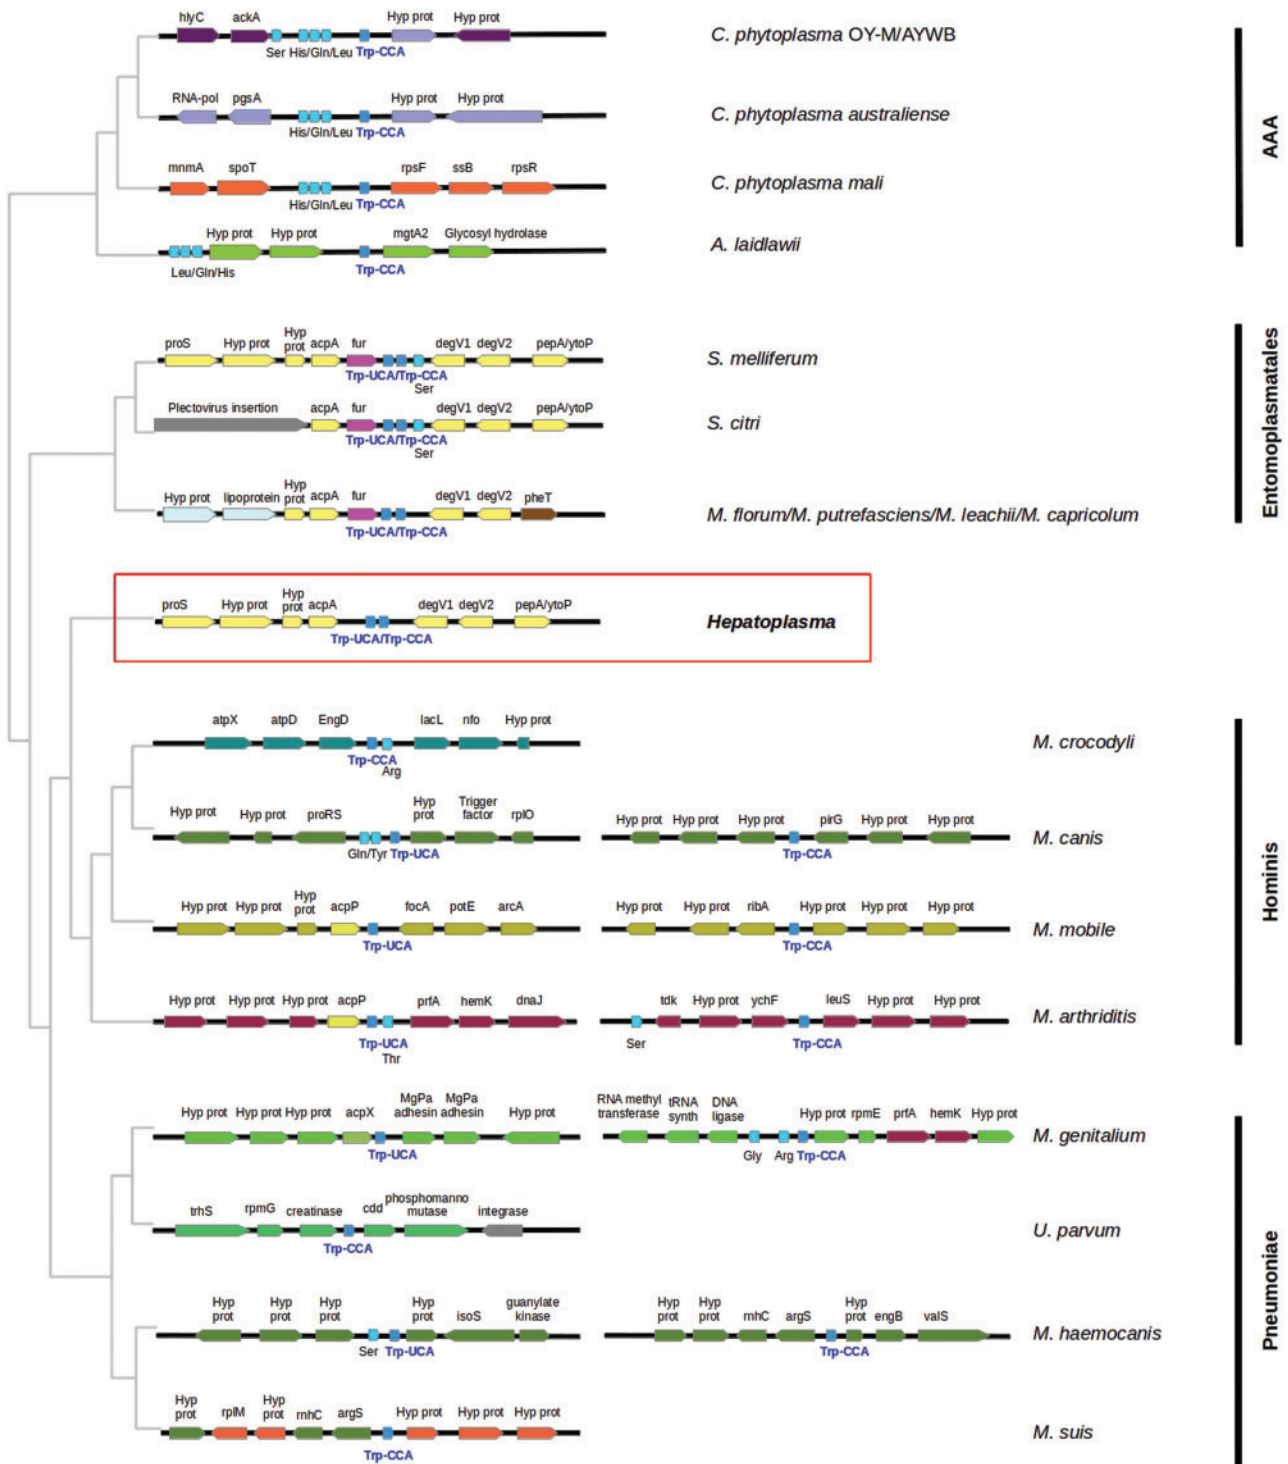 hlyC ackA Hyp prot Hyp prot
Ser His/Gln/Leu Trp-CCA
C. phytoplasma OY-M/AYWB
RNA-pol pgsA Hyp prot Hyp prot
His/Gln/Leu Trp-CCA
C. phytoplasma australiense
mnmA spoT rpsF ssB rpsR
His/Gln/Leu Trp-CCA
C. phytoplasma mali
Hyp prot Hyp prot mgtA2 Glycosyl hydrolase
Leu/Gln/His Trp-CCA
A. laidlawii
AAA
proS Hyp prot Hyp prot acpA fur degV1 degV2 pepA/ytoP
Trp-UCA/Trp-CCA
Ser
S. melliferum
Plectovirus insertion acpA fur degV1 degV2 pepA/ytoP
Trp-UCA/Trp-CCA
Ser
S. citri
Hyp prot lipoprotein Hyp prot acpA fur degV1 degV2 pheT
Trp-UCA/Trp-CCA
M. florum/M. putrefasciens/M. leachii/M. capricolum
Entomoplasmatales
proS Hyp prot Hyp prot acpA degV1 degV2 pepA/ytoP
Trp-UCA/Trp-CCA
Hepatoplasma
atpX atpD EngD lacL nfo Hyp prot
Trp-CCA
Arg
M. crocodyli
Hyp prot Hyp prot proRS Hyp prot Trigger factor rplO
Gln/Tyr Trp-UCA
Hyp prot Hyp prot Hyp prot pirG Hyp prot Hyp prot
Trp-CCA
M. canis
Hyp prot Hyp prot Hyp prot acpP focA potE arcA
Trp-UCA
Hyp prot Hyp prot ribA Hyp prot Hyp prot Hyp prot
Trp-CCA
M. mobile
Hyp prot Hyp prot Hyp prot acpP prfA hemK dnaJ
Trp-UCA
Thr
tdk Hyp prot ychF leuS Hyp prot Hyp prot
Ser Trp-CCA
M. arthriditis
Hominis
Hyp prot Hyp prot Hyp prot acpX MgPa adhesin MgPa adhesin Hyp prot
Trp-UCA
RNA methyl transferase tRNA synth DNA ligase Hyp prot rpmE prfA hemK Hyp prot
Gly Arg Trp-CCA
M. genitalium
trhS rpmG creatinase cdd phosphomanno mutase integrase
Trp-CCA
U. parvum
Hyp prot Hyp prot Hyp prot Hyp prot isoS guanylate kinase
Ser Trp-UCA
Hyp prot Hyp prot rnhC argS Hyp prot engB valS
Trp-CCA
M. haemocanis
Hyp prot rplM Hyp prot rnhC argS Hyp prot Hyp prot Hyp prot
Trp-CCA
M. suis
Pneumoniae